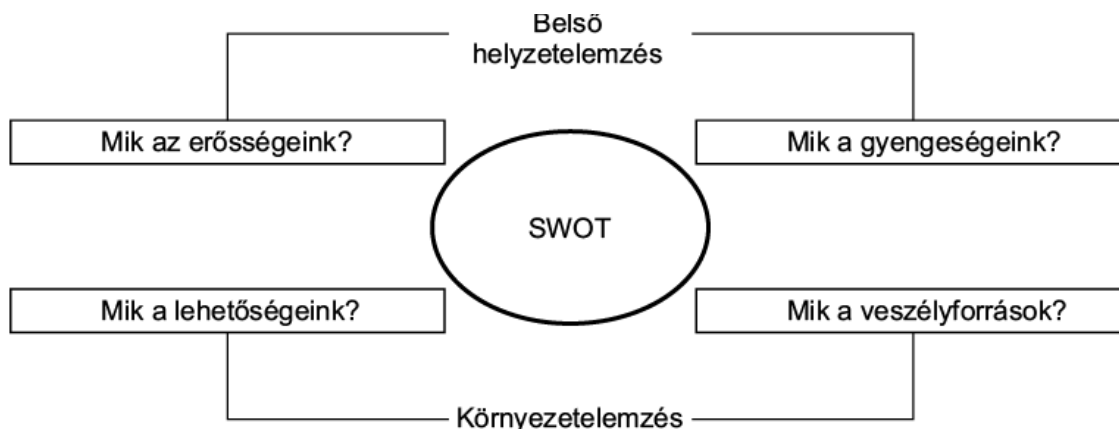 Belső
helyzetelemzés
Mik az erősségeink?
Mik a gyengeségeink?
SWOT
Mik a lehetőségeink?
Mik a veszélyforrások?
Környezetelemzés